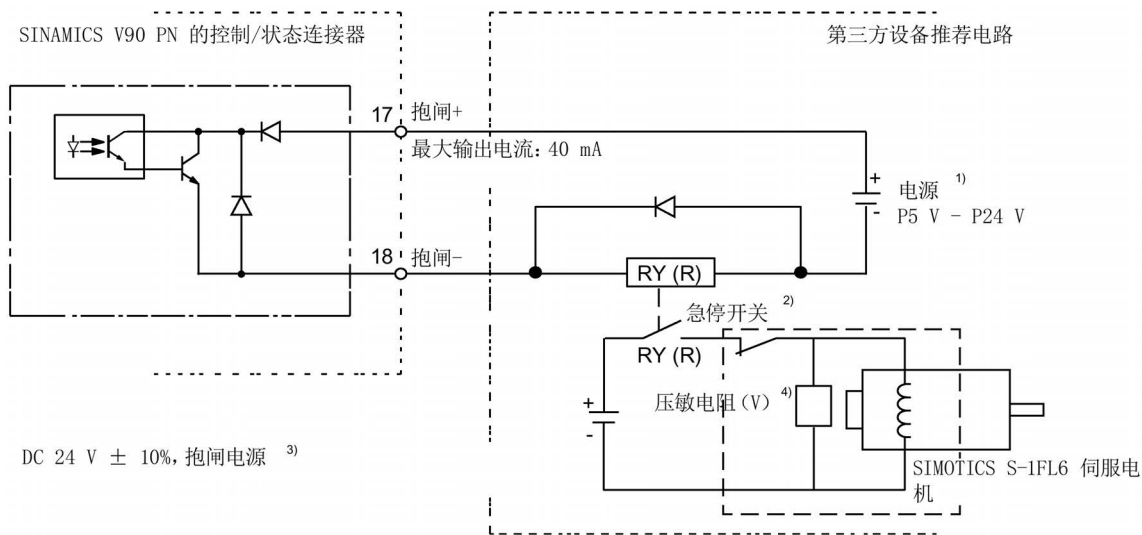 SINAMICS V90 PN 的控制/状态连接器
第三方设备推荐电路
17 抱闸+
最大输出电流: 40 mA
+ 电源 1)
- P5 V - P24 V
18 抱闸-
RY (R)
急停开关 2)
RY (R)
+
-
压敏电阻(V) 4)
DC 24 V ± 10%, 抱闸电源 3)
SIMOTICS S-1FL6 伺服电
机